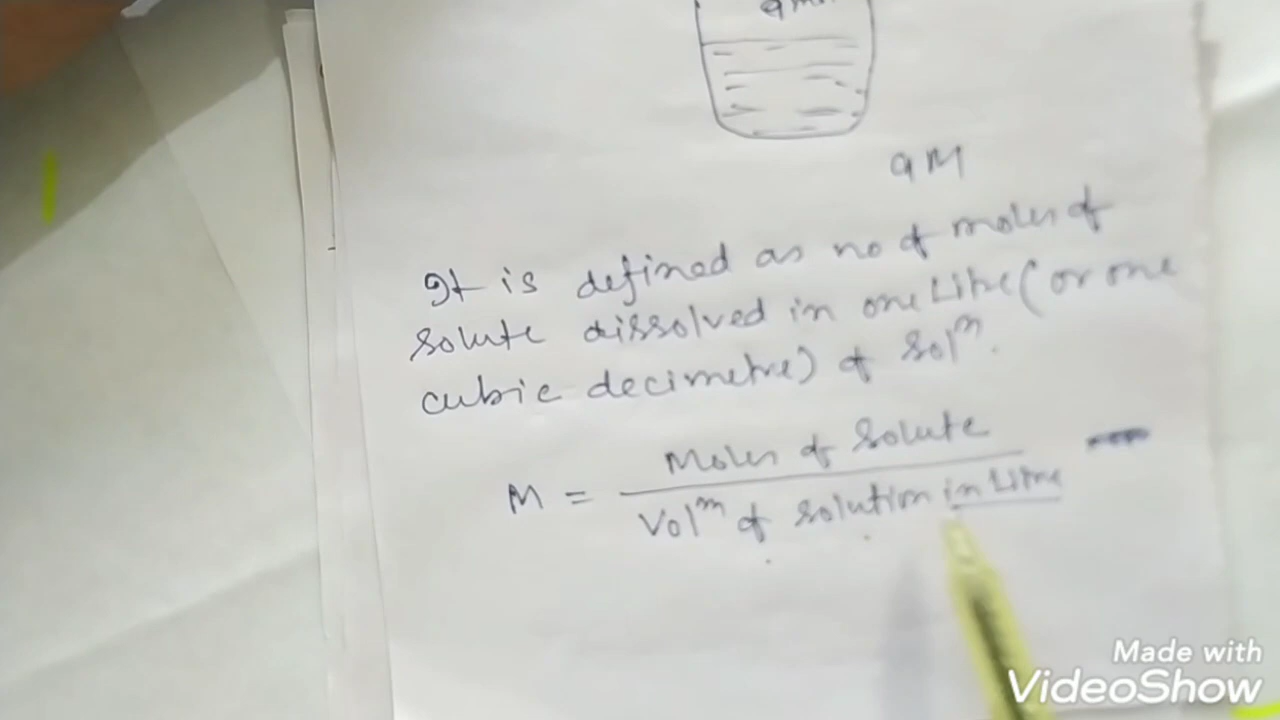 9 M
It is defined as no of moles of
solute dissolved in one Litre (or one
cubic decimetre) of Solⁿ.
Moles of Solute
M =
Volᵐ of solution in Litre
Made with
VideoShow